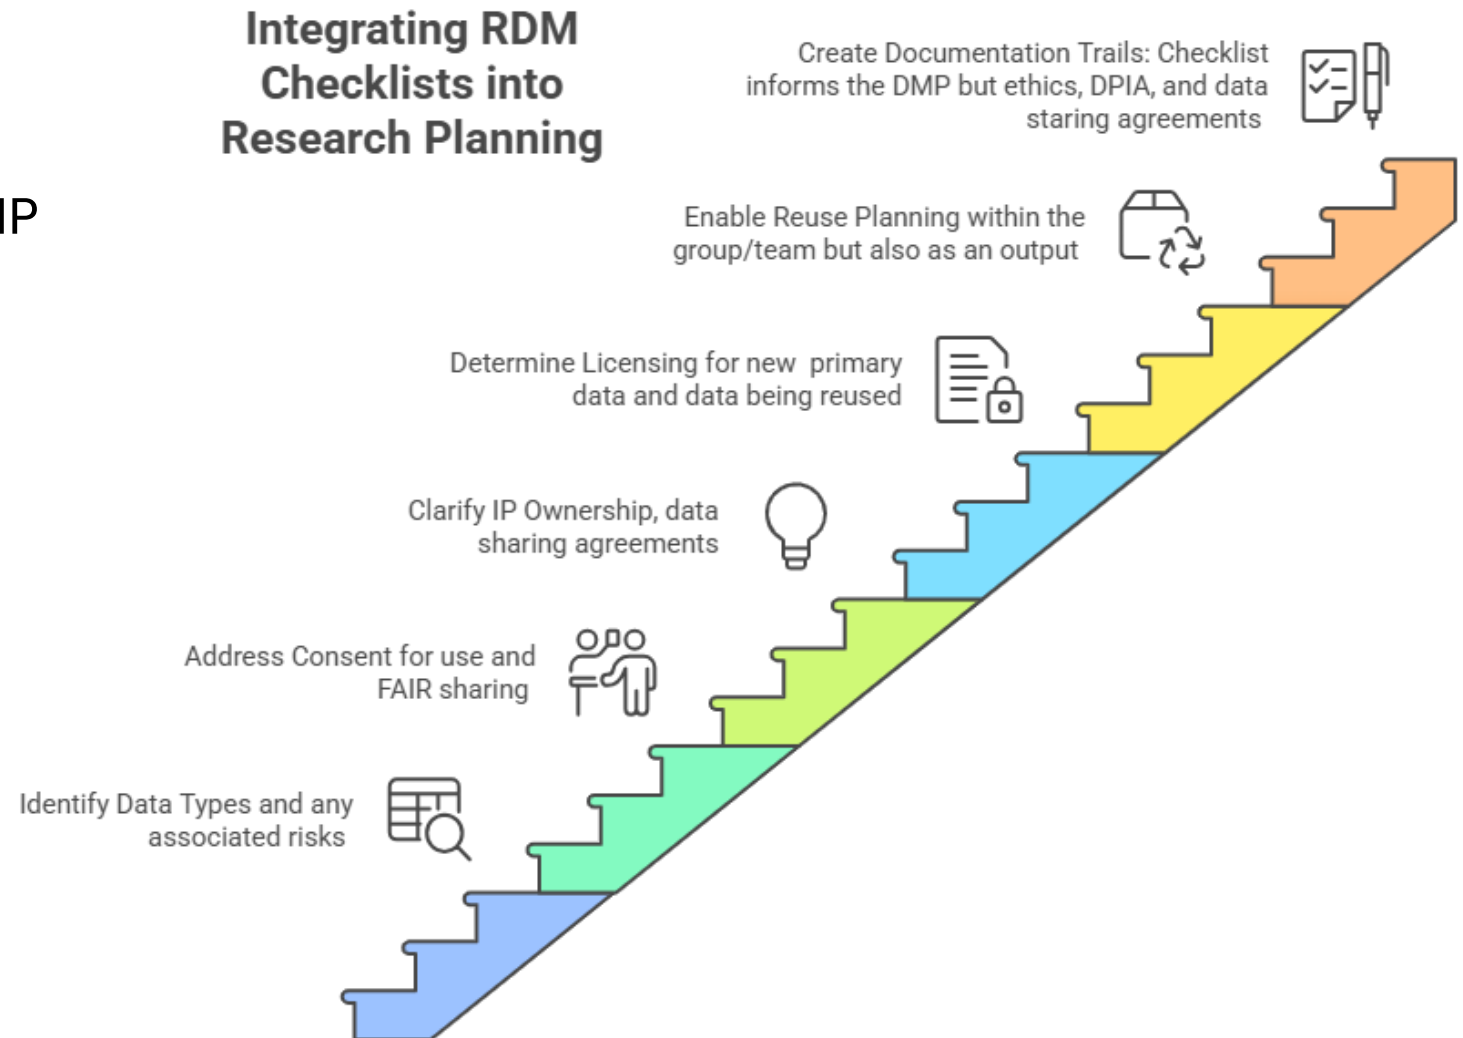 Integrating RDM
Checklists into
Research Planning
Create Documentation Trails: Checklist
informs the DMP but ethics, DPIA, and data
staring agreements
IP
Enable Reuse Planning within the
group/team but also as an output
Determine Licensing for new  primary
data and data being reused
Clarify IP Ownership, data
sharing agreements
Address Consent for use and
FAIR sharing
Identify Data Types and any
associated risks